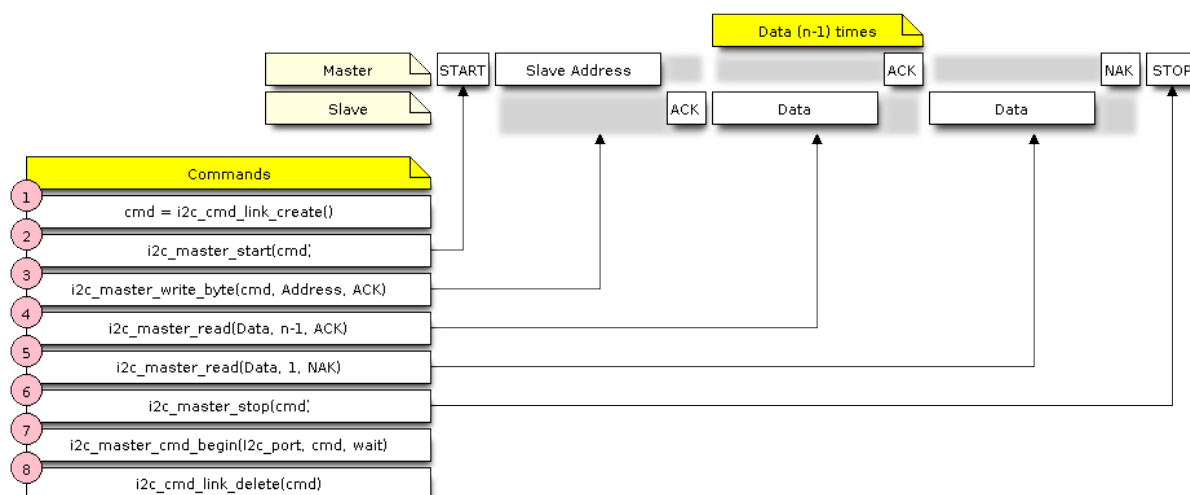 Data (n-1) times
Master START Slave Address ACK NAK STOP
Slave ACK Data Data
Commands
1 cmd = i2c_cmd_link_create()
2 i2c_master_start(cmd;
3 i2c_master_write_byte(cmd, Address, ACK)
4 i2c_master_read(Data, n-1, ACK)
5 i2c_master_read(Data, 1, NAK)
6 i2c_master_stop(cmd;
7 i2c_master_cmd_begin(I2c_port, cmd, wait)
8 i2c_cmd_link_delete(cmd)